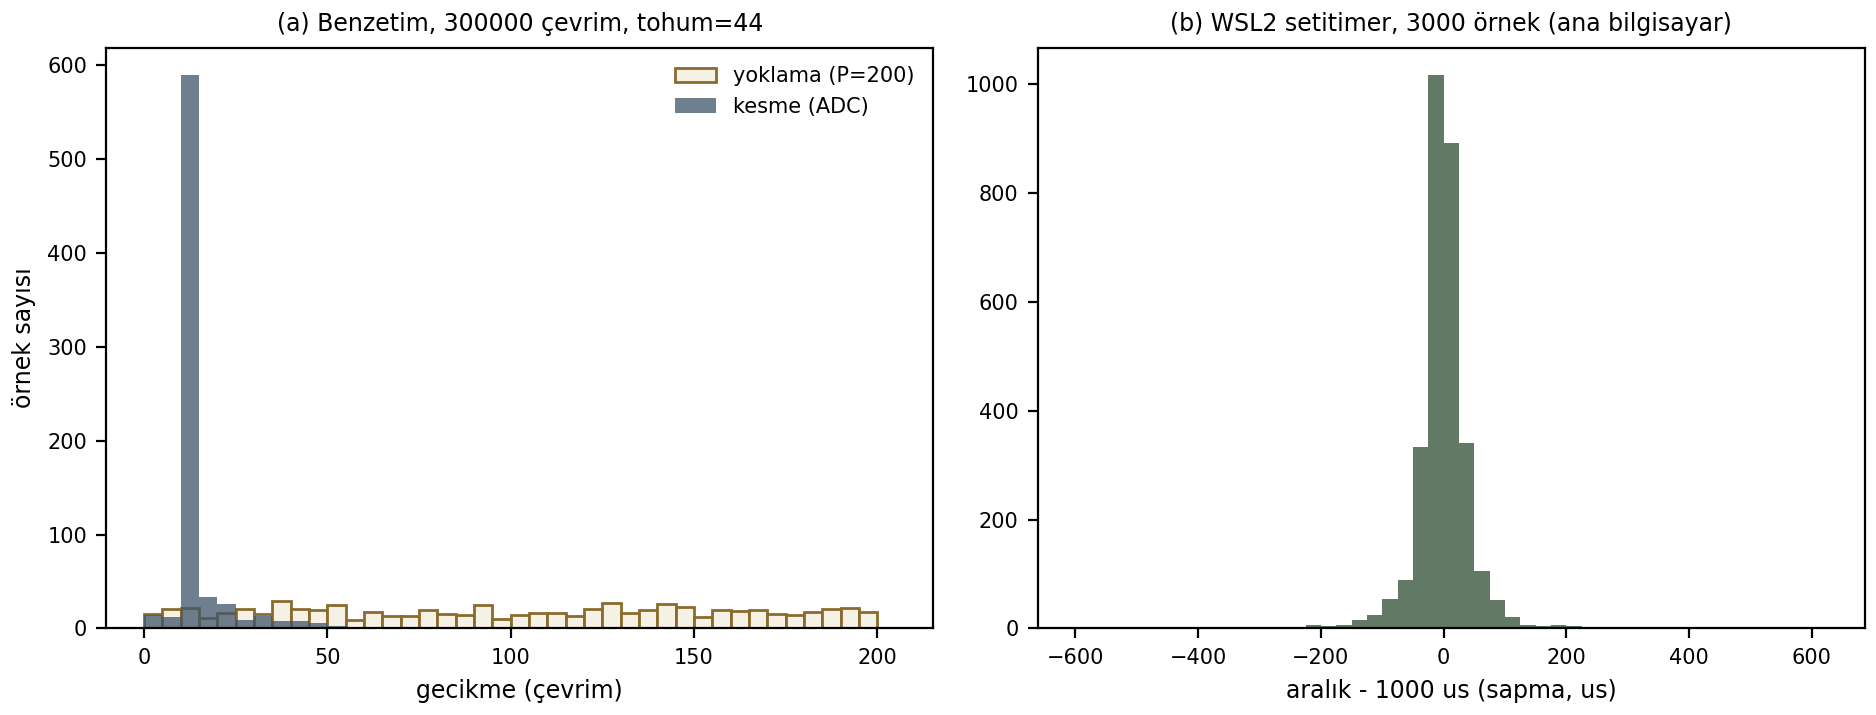 (a) Benzetim, 300000 çevrim, tohum=44
600
500
400
300
200
100
0
örnek sayısı
yoklama (P=200)
kesme (ADC)
0 50 100 150 200
gecikme (çevrim)
(b) WSL2 setitimer, 3000 örnek (ana bilgisayar)
1000
800
600
400
200
0
−600 −400 −200 0 200 400 600
aralık - 1000 us (sapma, us)